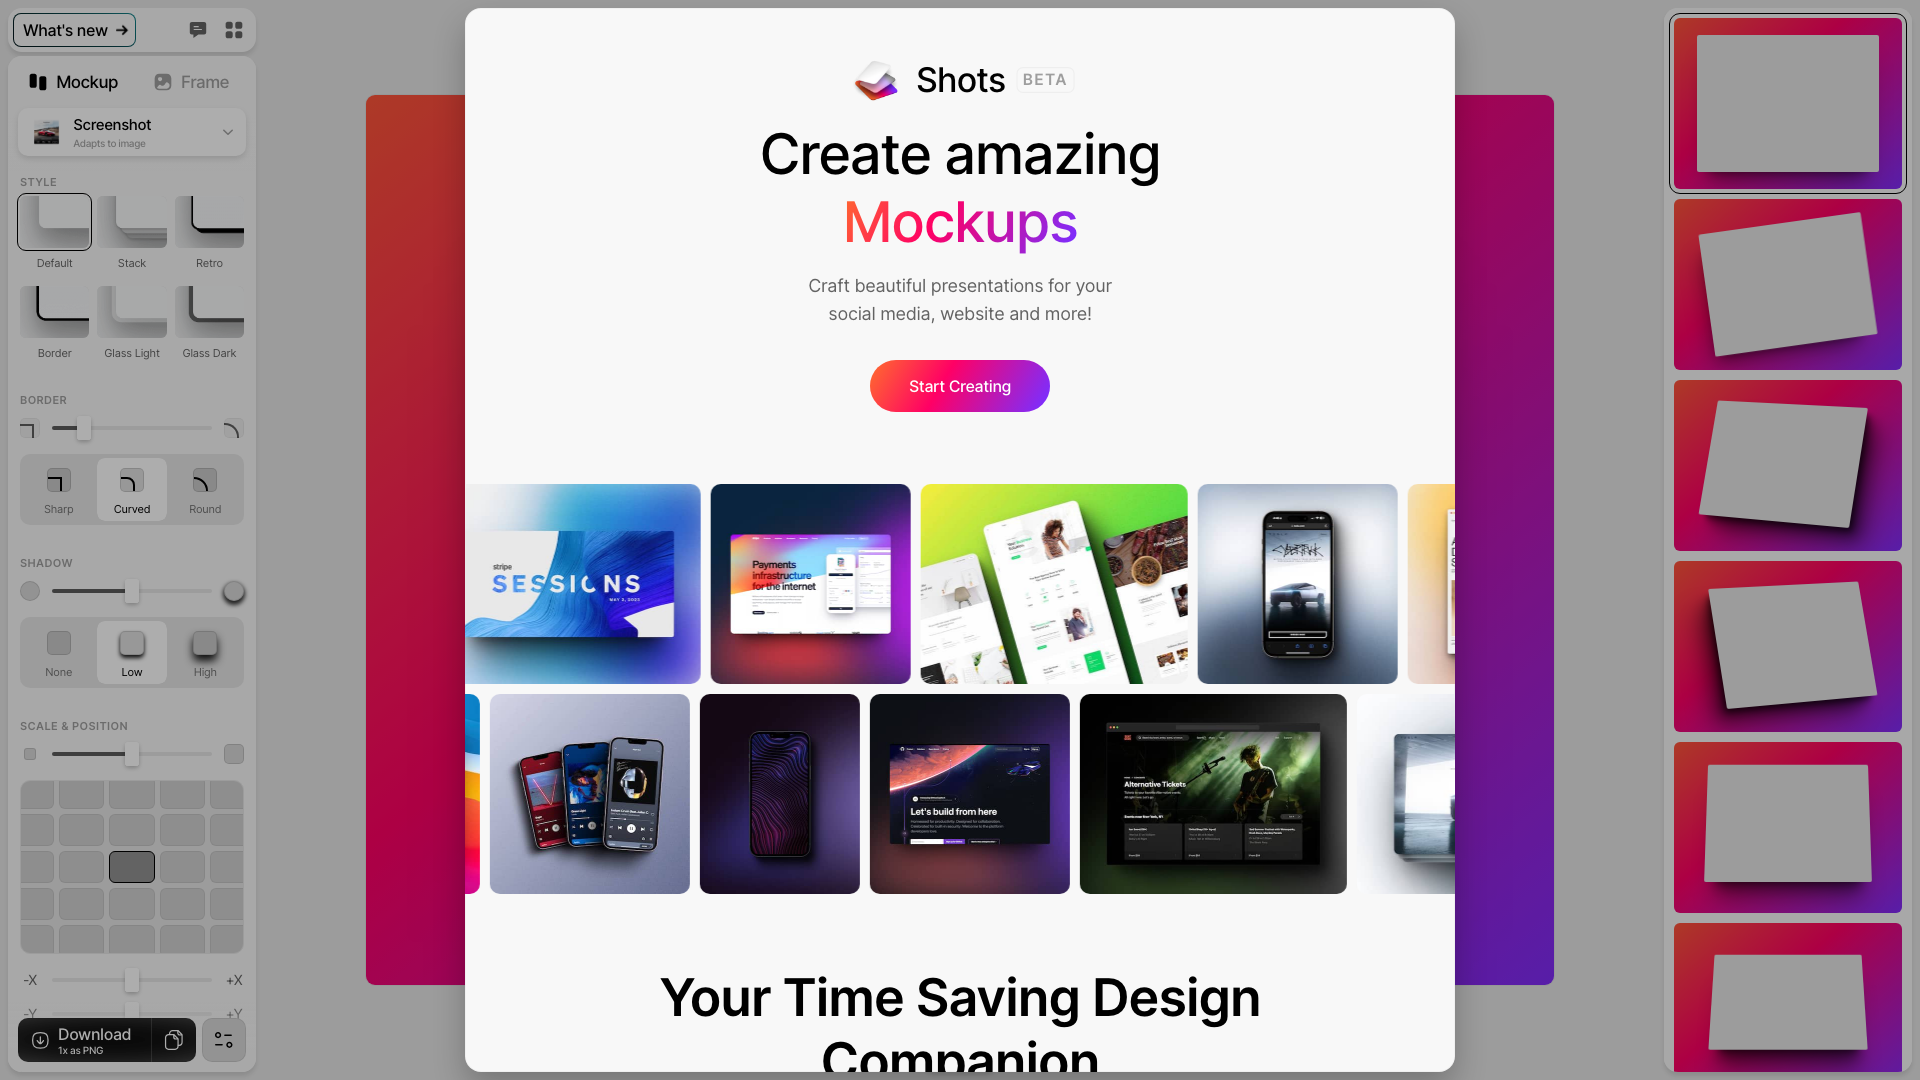 What's new
Mockup
Frame
Screenshot
Adapts to image
STYLE
Default
Stack
Retro
Border
Glass Light
Glass Dark
BORDER
Sharp
Curved
Round
SHADOW
None
Low
High
SCALE & POSITION
-X
+X
-Y
+Y
Download
1x as PNG
Shots
BETA
Create amazing
Mockups
Craft beautiful presentations for your
social media, website and more!
Start Creating
stripe
SESSIONS
MAY 2, 2023
Payments
infrastructure
for the internet
Let's build from here
Alternative Tickets
Your Time Saving Design
Companion